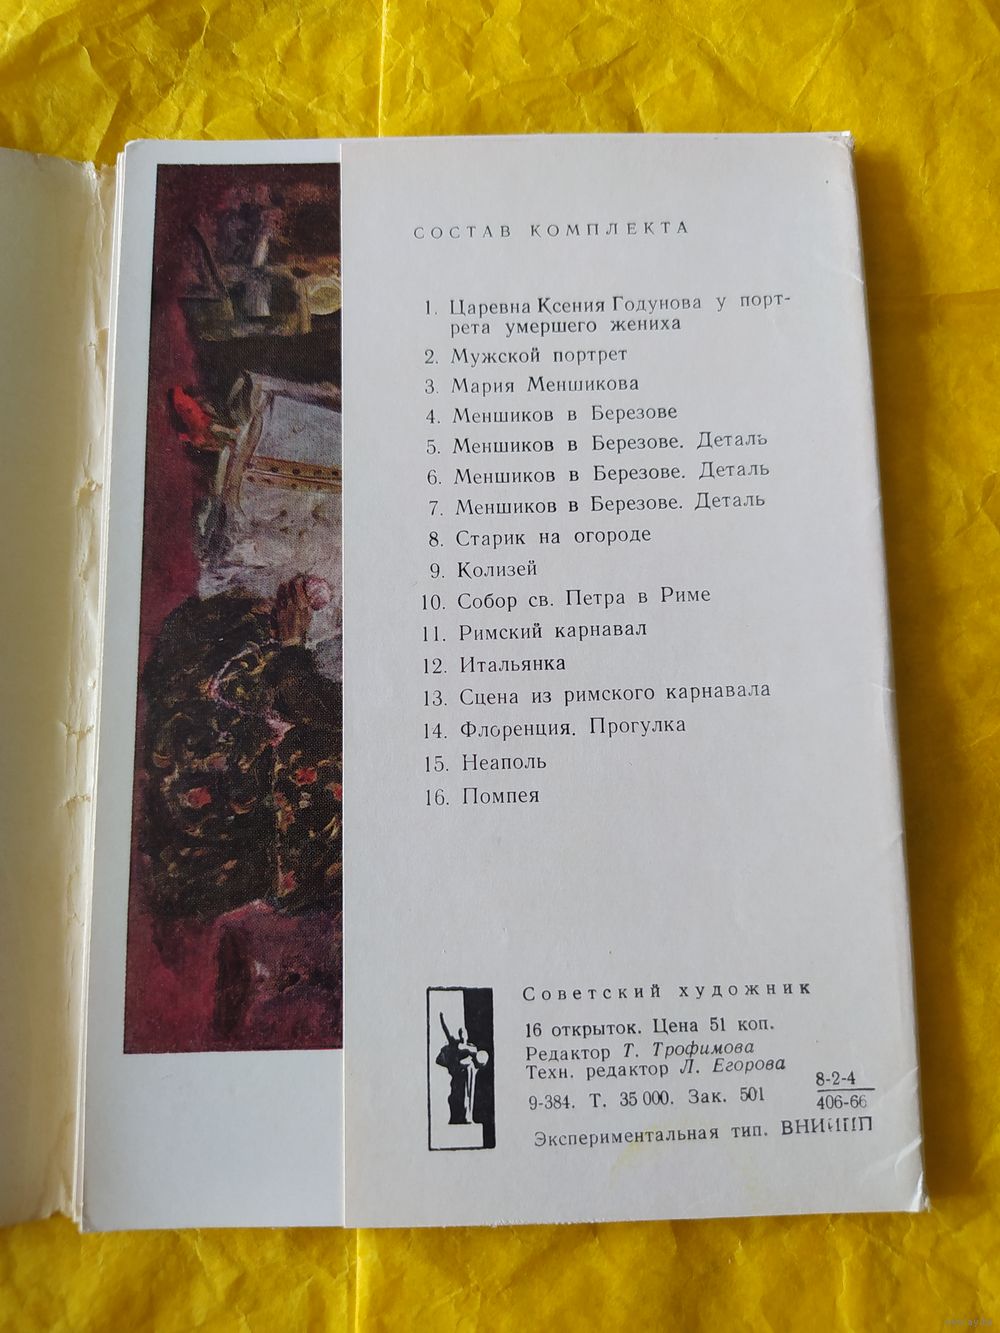 СОСТАВ КОМПЛЕКТА
1. Царевна Ксения Годунова у порт-
рета умершего жениха
2. Мужской портрет
3. Мария Меншикова
4. Меншиков в Березове
5. Меншиков в Березове. Деталь
6. Меншиков в Березове. Деталь
7. Меншиков в Березове. Деталь
8. Старик на огороде
9. Колизей
10. Собор св. Петра в Риме
11. Римский карнавал
12. Итальянка
13. Сцена из римского карнавала
14. Флоренция. Прогулка
15. Неаполь
16. Помпея
Советский художник
16 открыток. Цена 51 коп.
Редактор Т. Трофимова
Техн. редактор Л. Егорова
9-384. Т. 35 000. Зак. 501
8-2-4
406-66
Экспериментальная тип. ВНИИПП